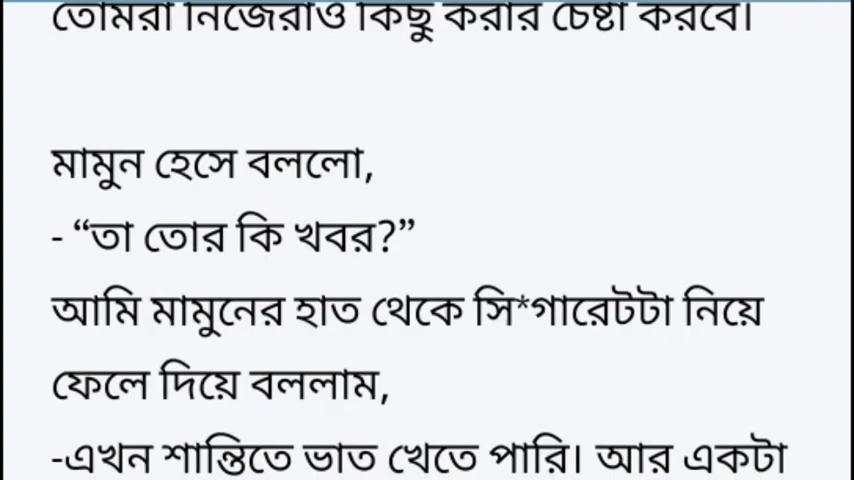 তোমরা নিজেরাও কিছু করার চেষ্টা করবে।
মামুন হেসে বললো,
- “তা তোর কি খবর?”
আমি মামুনের হাত থেকে সি*গারেটটা নিয়ে
ফেলে দিয়ে বললাম,
-এখন শান্তিতে ভাত খেতে পারি। আর একটা